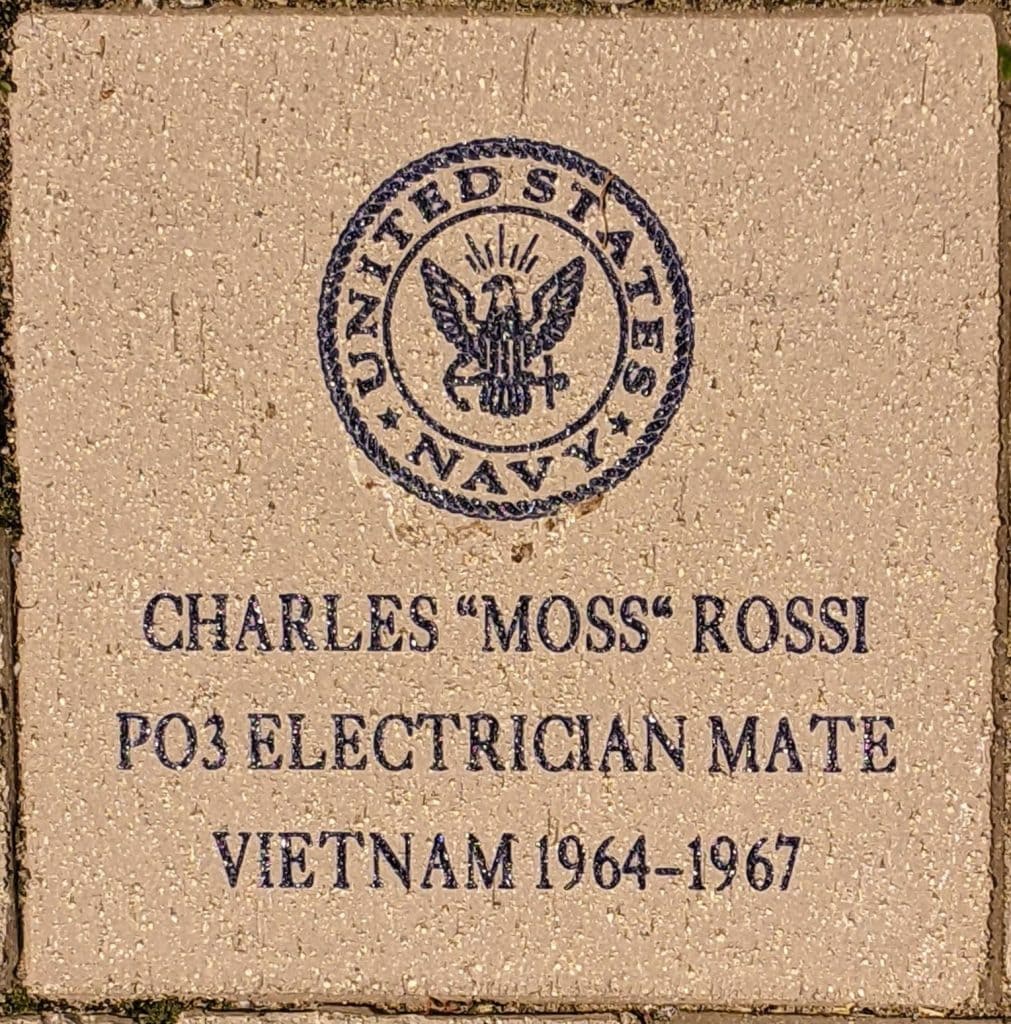 UNITED STATES
★ NAVY ★
CHARLES “MOSS“ ROSSI
PO3 ELECTRICIAN MATE
VIETNAM 1964–1967